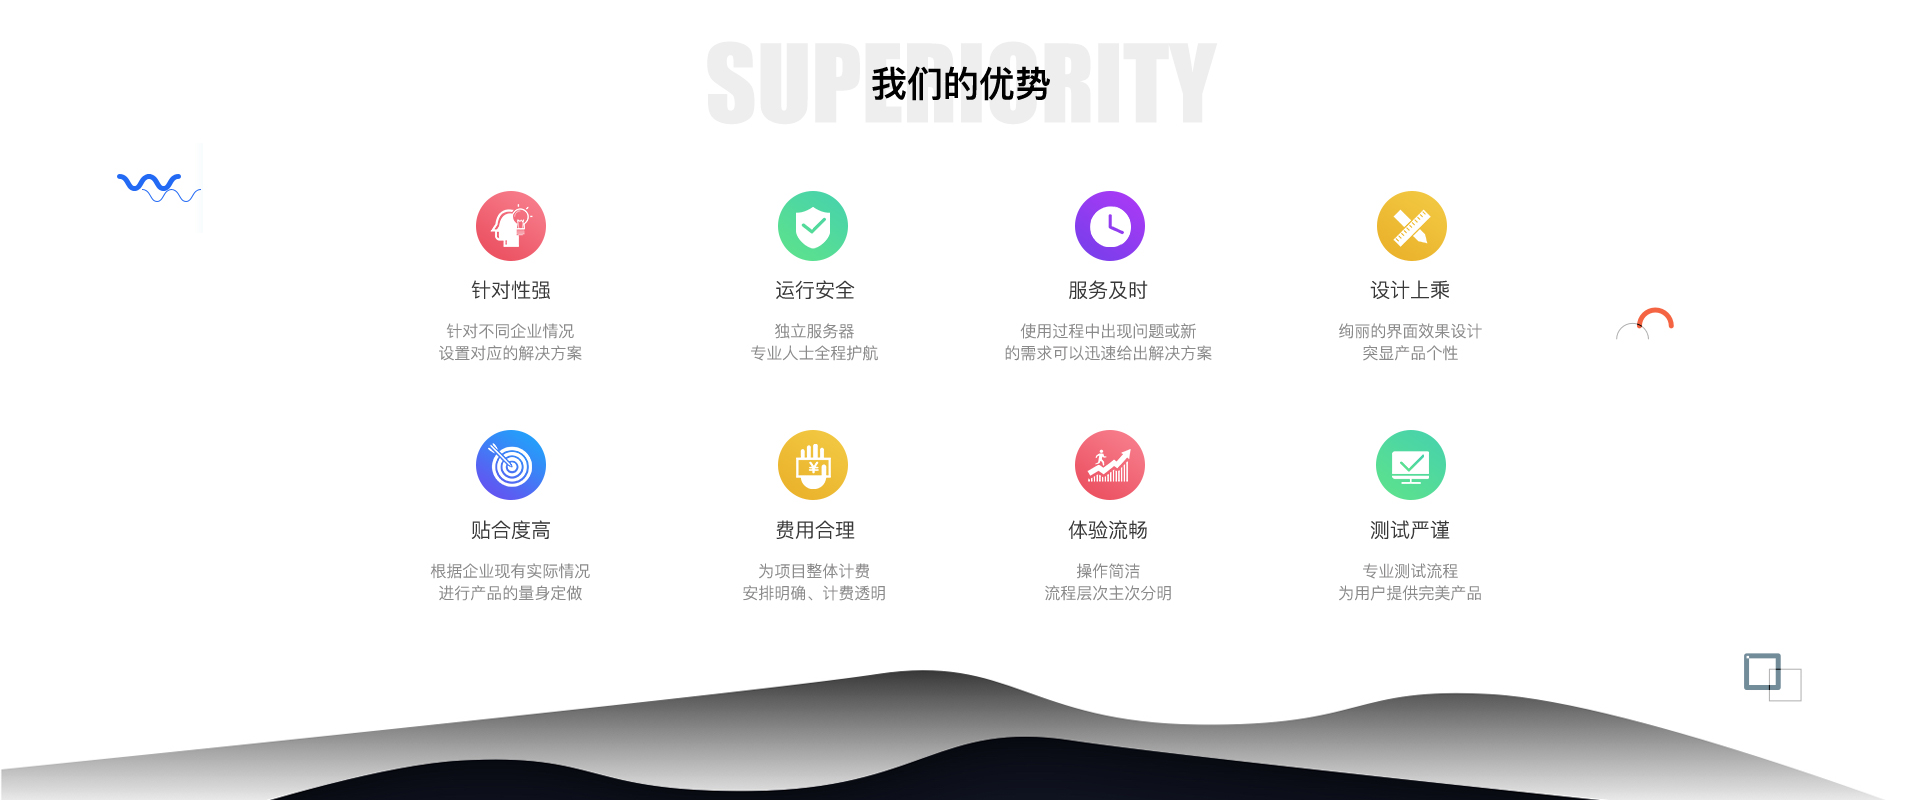 SUPERIORITY
我们的优势
针对性强
针对不同企业情况
设置对应的解决方案
运行安全
独立服务器
专业人士全程护航
服务及时
使用过程中出现问题或新
的需求可以迅速给出解决方案
设计上乘
绚丽的界面效果设计
突显产品个性
贴合度高
根据企业现有实际情况
进行产品的量身定做
费用合理
为项目整体计费
安排明确、计费透明
体验流畅
操作简洁
流程层次主次分明
测试严谨
专业测试流程
为用户提供完美产品